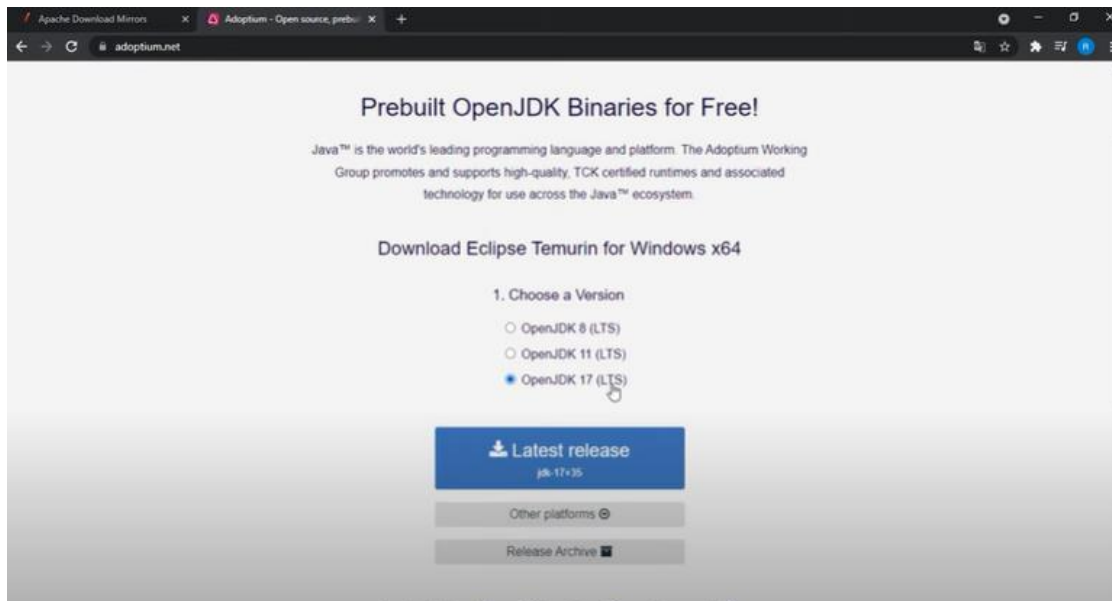 Apache Download Mirrors
Adoptium - Open source, prebui
adoptium.net
R
Prebuilt OpenJDK Binaries for Free!
Java™ is the world's leading programming language and platform. The Adoptium Working
Group promotes and supports high-quality, TCK certified runtimes and associated
technology for use across the Java™ ecosystem.
Download Eclipse Temurin for Windows x64
1. Choose a Version
OpenJDK 8 (LTS)
OpenJDK 11 (LTS)
OpenJDK 17 (LTS)
Latest release
jdk-17+35
Other platforms
Release Archive